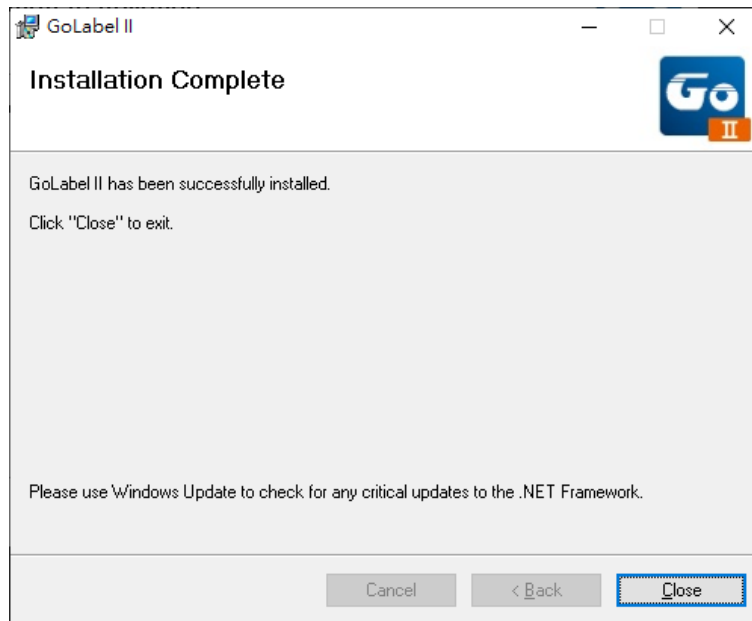 GoLabel II
Installation Complete
Go
II
GoLabel II has been successfully installed.
Click "Close" to exit.
Please use Windows Update to check for any critical updates to the .NET Framework.
Cancel
< Back
Close